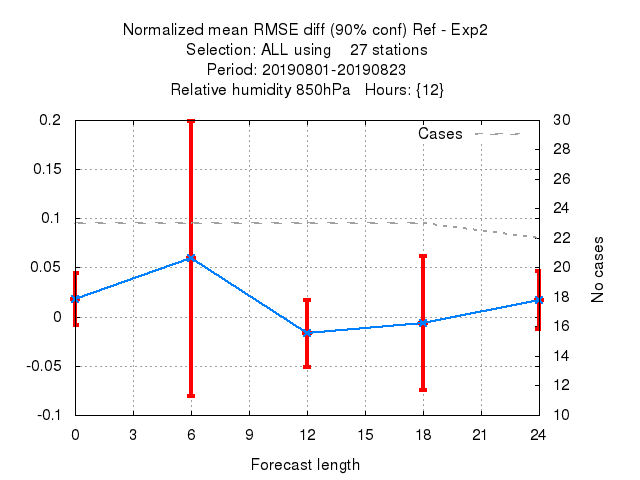 Normalized mean RMSE diff (90% conf) Ref - Exp2
Selection: ALL using    27 stations
Period: 20190801-20190823
Relative humidity 850hPa   Hours: {12}
Cases
0.2
0.15
0.1
0.05
0
-0.05
-0.1
30
28
26
24
22
20
18
16
14
12
10
No cases
0 3 6 9 12 15 18 21 24
Forecast length